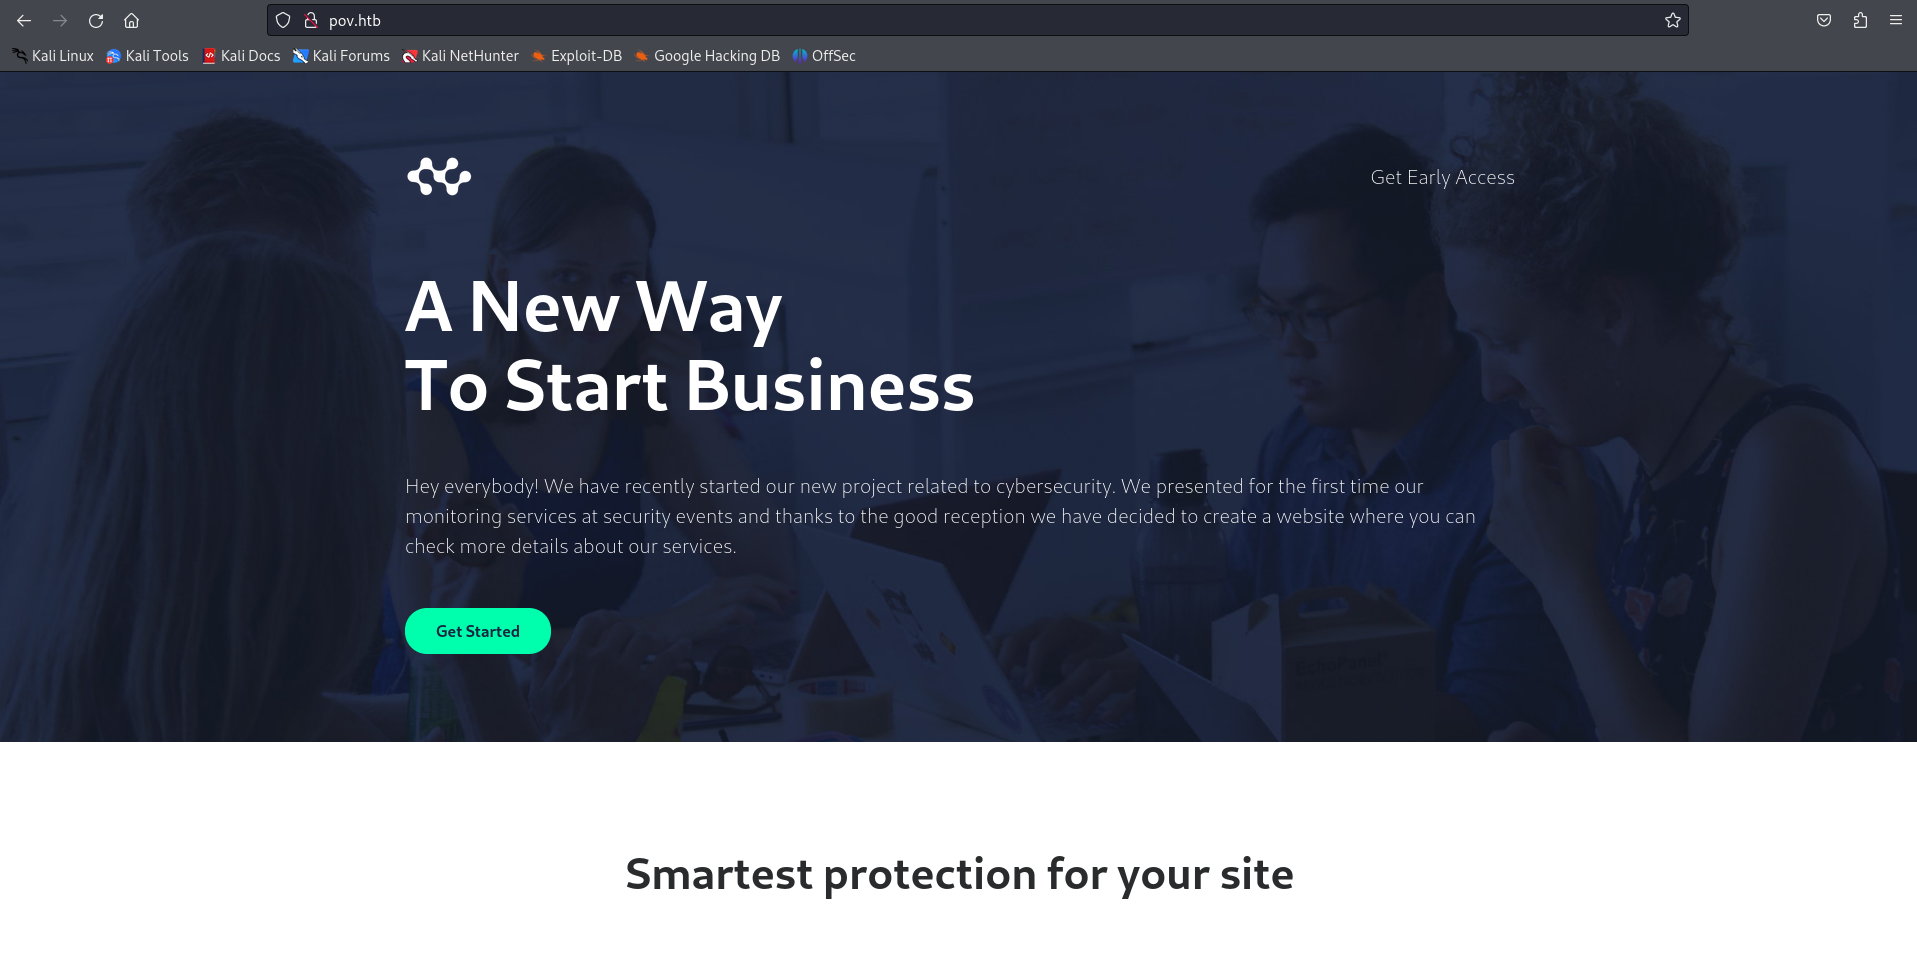 pov.htb
Kali Linux Kali Tools Kali Docs Kali Forums Kali NetHunter Exploit-DB Google Hacking DB OffSec
Get Early Access
A New Way
To Start Business
Hey everybody! We have recently started our new project related to cybersecurity. We presented for the first time our
monitoring services at security events and thanks to the good reception we have decided to create a website where you can
check more details about our services.
Get Started
Smartest protection for your site